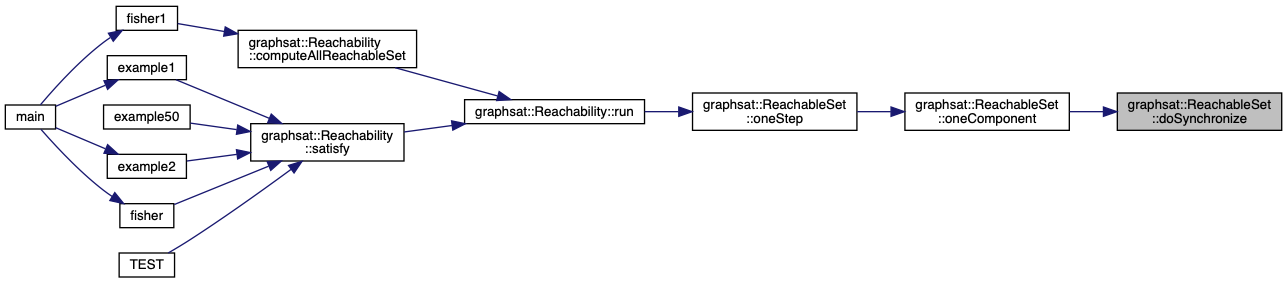 main
fisher1
example1
example50
example2
fisher
TEST
graphsat::Reachability
::computeAllReachableSet
graphsat::Reachability
::satisfy
graphsat::Reachability::run
graphsat::ReachableSet
::oneStep
graphsat::ReachableSet
::oneComponent
graphsat::ReachableSet
::doSynchronize